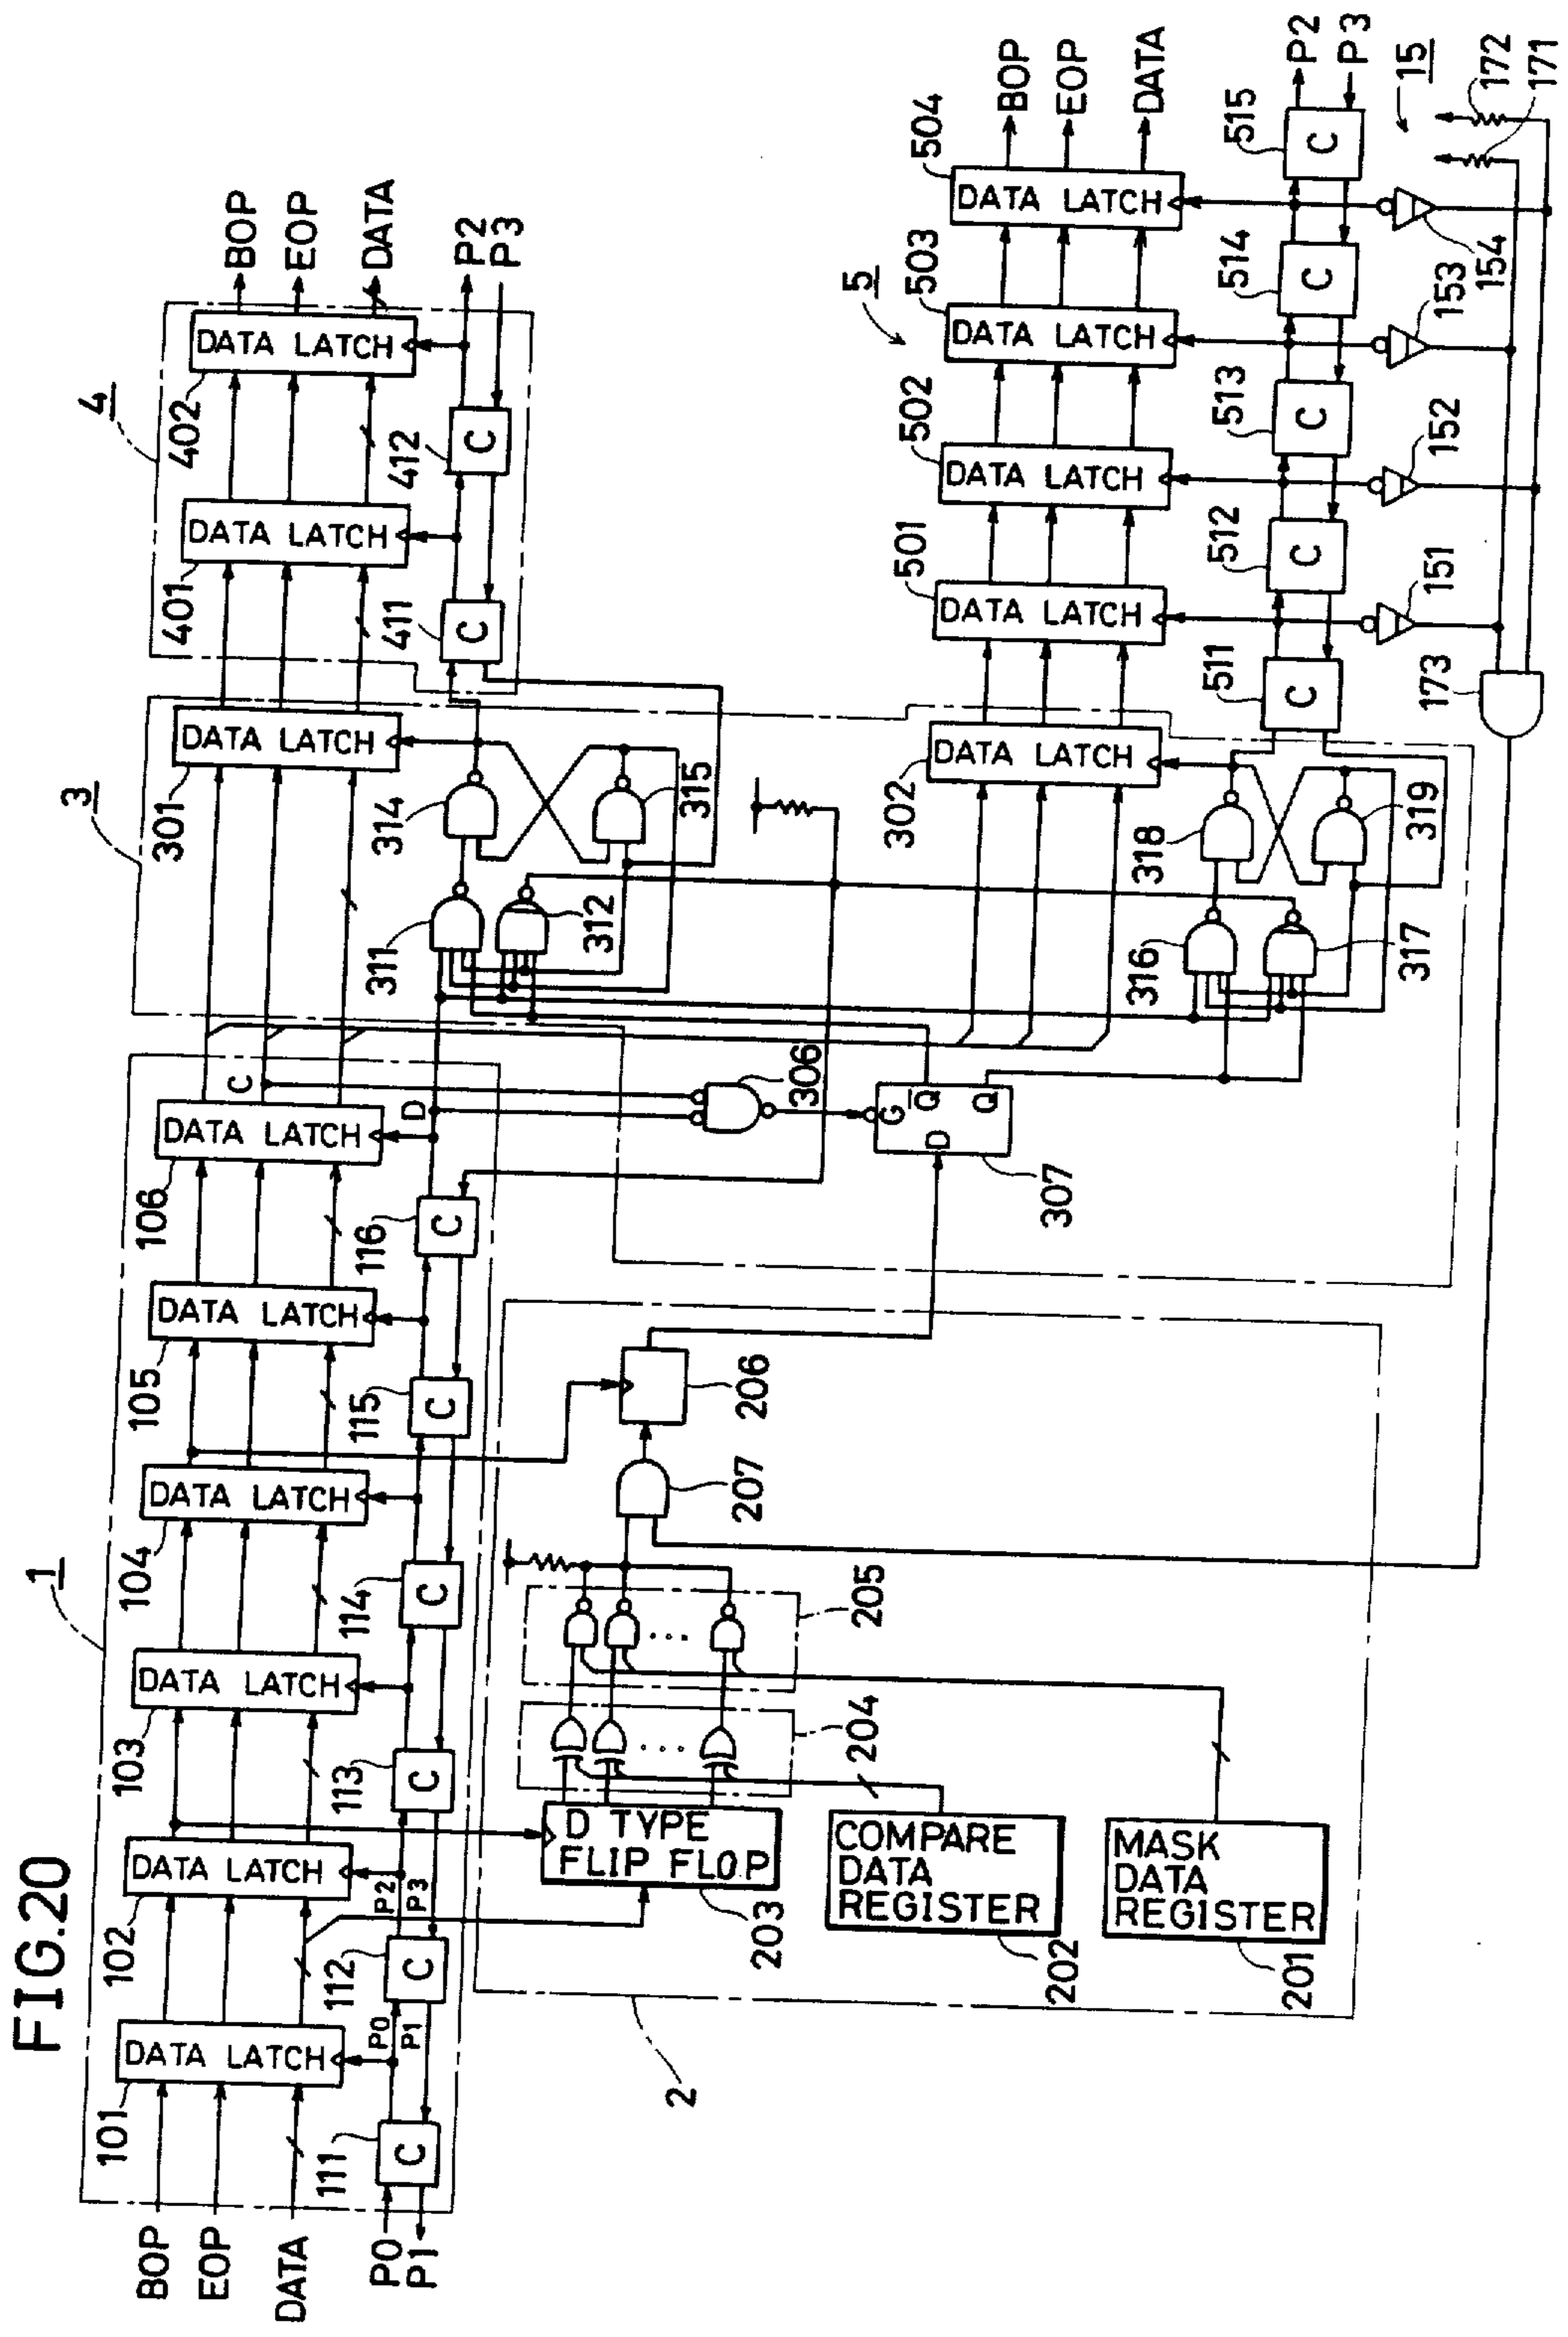 FIG.20
1
BOP
EOP
DATA
P0
P1
101
DATA LATCH
102
DATA LATCH
103
DATA LATCH
104
DATA LATCH
105
DATA LATCH
106
DATA LATCH
C
D
111
C
P0
P1
112
C
P2
P3
113
C
114
C
115
C
116
C
3
301
DATA LATCH
311
312
314
315
306
G
Q̅
Q
D
307
302
DATA LATCH
316
317
318
319
4
401
DATA LATCH
402
DATA LATCH
BOP
EOP
DATA
411
C
412
C
P2
P3
5
501
DATA LATCH
502
DATA LATCH
503
DATA LATCH
504
DATA LATCH
BOP
EOP
DATA
511
C
512
C
513
C
514
C
515
C
P2
P3
15
151
152
153
154
172
171
173
2
D TYPE
FLIP FLOP
203
204
205
207
206
COMPARE
DATA
REGISTER
202
MASK
DATA
REGISTER
201